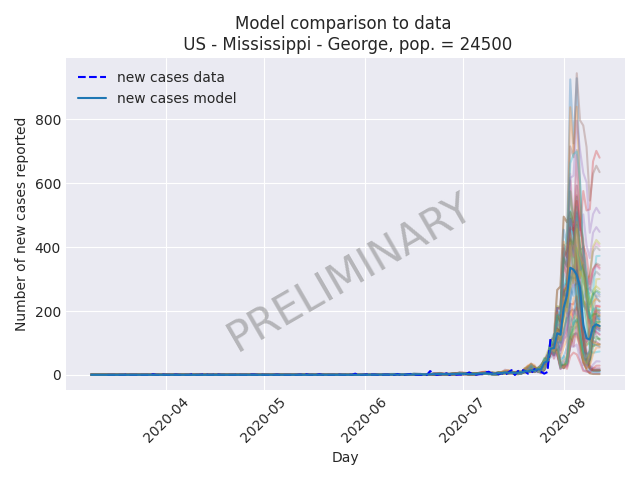 Model comparison to data
US - Mississippi - George, pop. = 24500
new cases data
new cases model
Number of new cases reported
800
600
400
200
0
PRELIMINARY
2020-04
2020-05
2020-06
2020-07
2020-08
Day